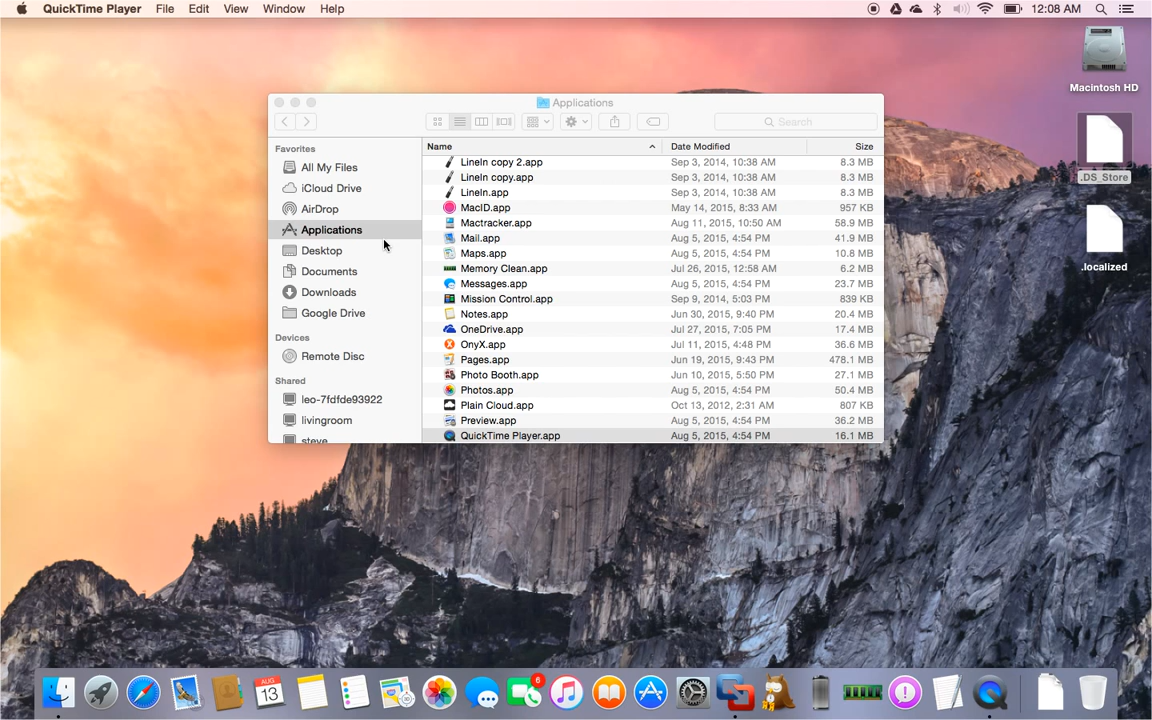 QuickTime Player File Edit View Window Help 12:08 AM
Macintosh HD
.DS_Store
.localized
Applications
Search
Favorites
All My Files
iCloud Drive
AirDrop
Applications
Desktop
Documents
Downloads
Google Drive
Devices
Remote Disc
Shared
leo-7fdfde93922
livingroom
steve
Name Date Modified Size
LineIn copy 2.app Sep 3, 2014, 10:38 AM 8.3 MB
LineIn copy.app Sep 3, 2014, 10:38 AM 8.3 MB
LineIn.app Sep 3, 2014, 10:38 AM 8.3 MB
MacID.app May 14, 2015, 8:33 AM 957 KB
Mactracker.app Aug 11, 2015, 10:50 AM 58.9 MB
Mail.app Aug 5, 2015, 4:54 PM 41.9 MB
Maps.app Aug 5, 2015, 4:54 PM 10.8 MB
Memory Clean.app Jul 26, 2015, 12:58 AM 6.2 MB
Messages.app Aug 5, 2015, 4:54 PM 23.7 MB
Mission Control.app Sep 9, 2014, 5:03 PM 839 KB
Notes.app Jun 30, 2015, 9:40 PM 20.4 MB
OneDrive.app Jul 27, 2015, 7:05 PM 17.4 MB
OnyX.app Jul 11, 2015, 4:48 PM 36.6 MB
Pages.app Jun 19, 2015, 9:43 PM 478.1 MB
Photo Booth.app Jun 10, 2015, 5:50 PM 27.1 MB
Photos.app Aug 5, 2015, 4:54 PM 50.4 MB
Plain Cloud.app Oct 13, 2012, 2:31 AM 807 KB
Preview.app Aug 5, 2015, 4:54 PM 36.2 MB
QuickTime Player.app Aug 5, 2015, 4:54 PM 16.1 MB
AUG
13
6